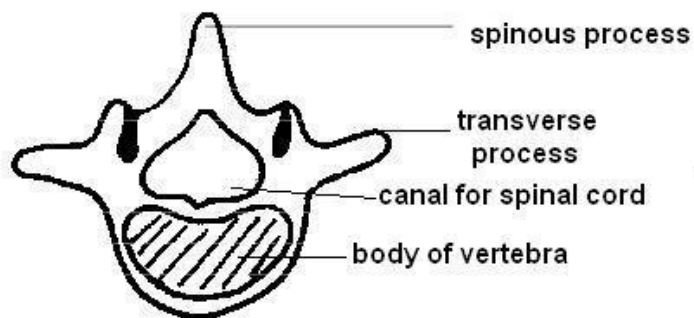 spinous process
transverse
process
canal for spinal cord
body of vertebra